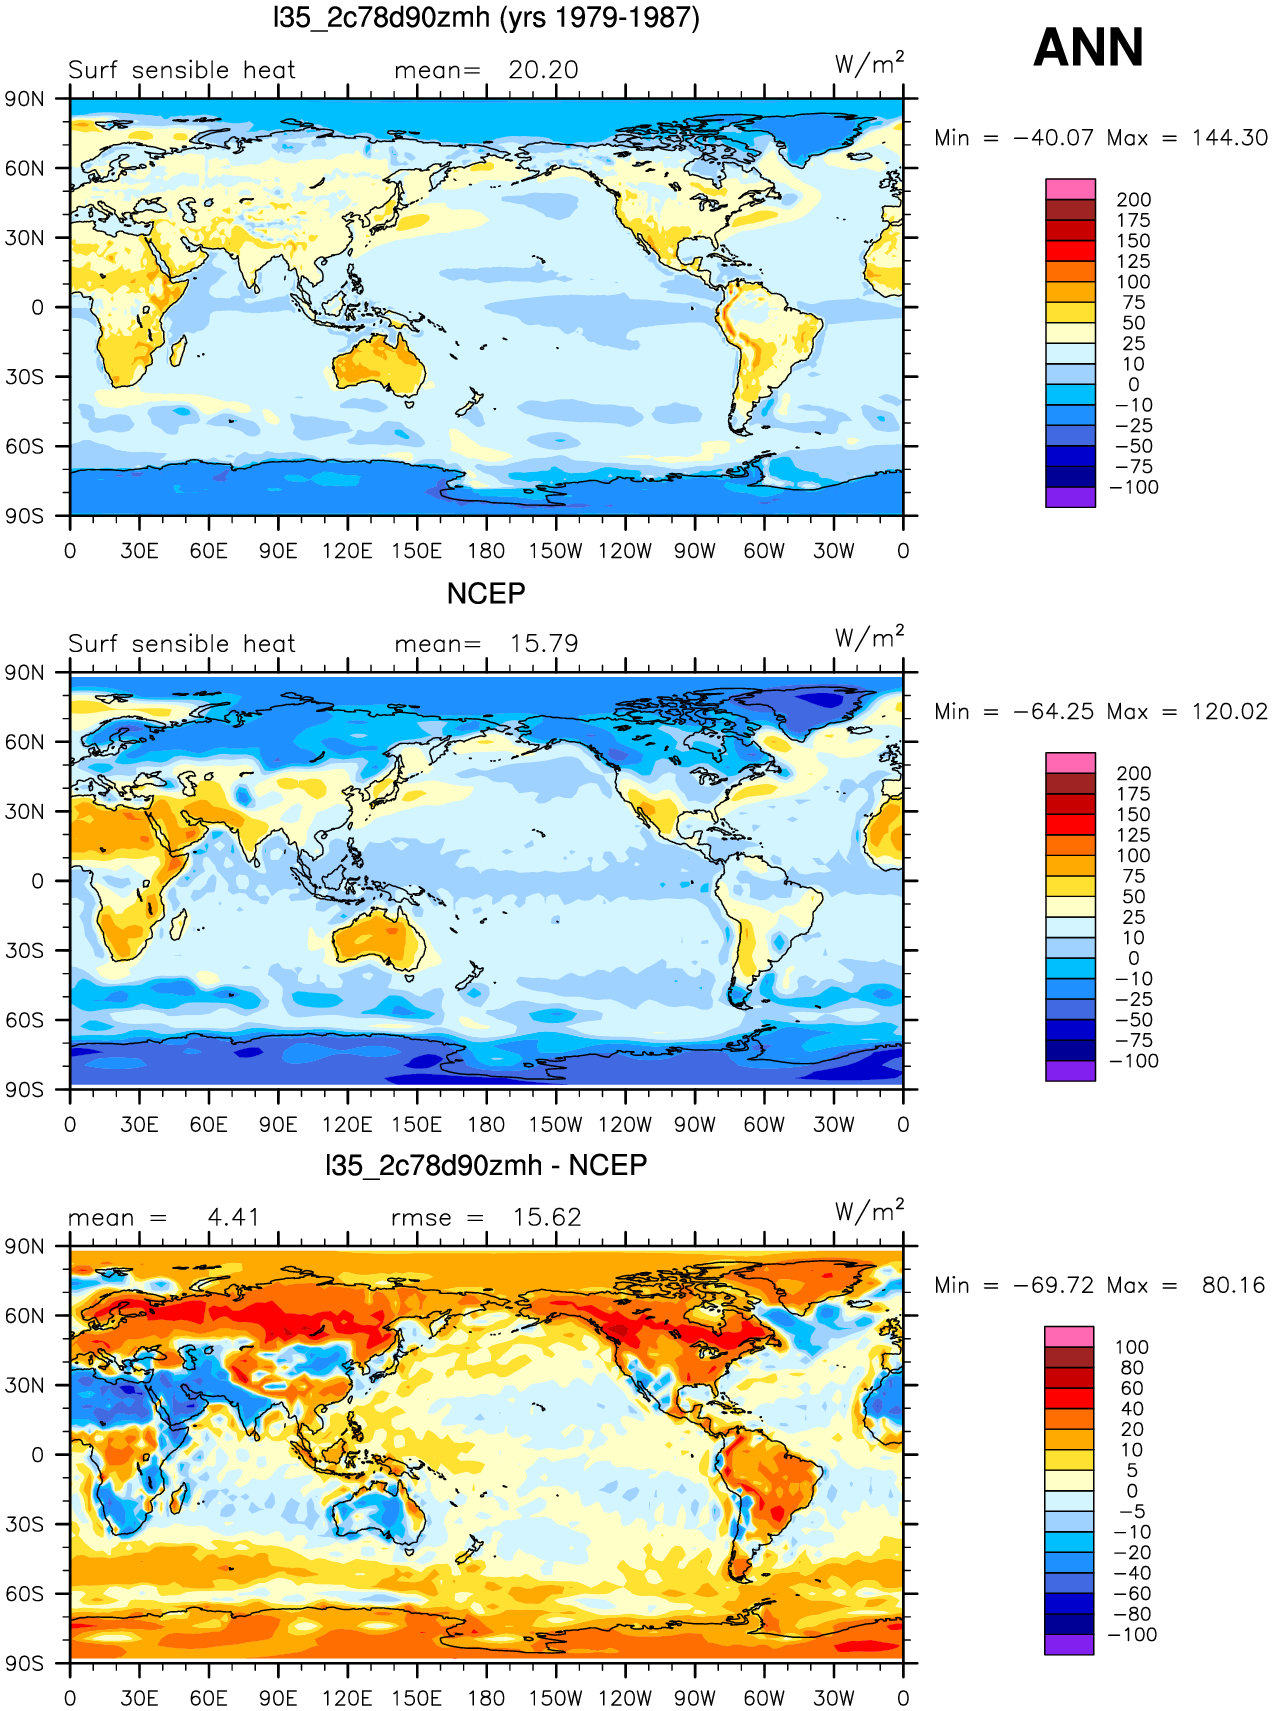 l35_2c78d90zmh (yrs 1979-1987)
ANN
Surf sensible heat mean= 20.20 W/m²
Min = −40.07 Max = 144.30
90N
60N
30N
0
30S
60S
90S
0 30E 60E 90E 120E 150E 180 150W 120W 90W 60W 30W 0
200
175
150
125
100
75
50
25
10
0
−10
−25
−50
−75
−100
NCEP
Surf sensible heat mean= 15.79 W/m²
Min = −64.25 Max = 120.02
90N
60N
30N
0
30S
60S
90S
0 30E 60E 90E 120E 150E 180 150W 120W 90W 60W 30W 0
200
175
150
125
100
75
50
25
10
0
−10
−25
−50
−75
−100
l35_2c78d90zmh - NCEP
mean = 4.41 rmse = 15.62 W/m²
Min = −69.72 Max = 80.16
90N
60N
30N
0
30S
60S
90S
0 30E 60E 90E 120E 150E 180 150W 120W 90W 60W 30W 0
100
80
60
40
20
10
5
0
−5
−10
−20
−40
−60
−80
−100